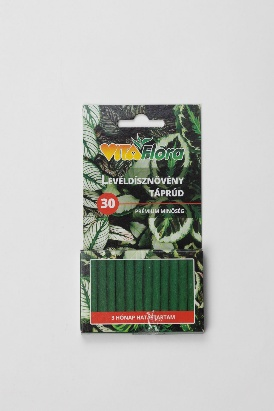 VITAFlora
LEVÉLDÍSZNÖVÉNY
TÁPRÚD
30
PRÉMIUM MINŐSÉG
3 HÓNAP HATÁSTARTAM